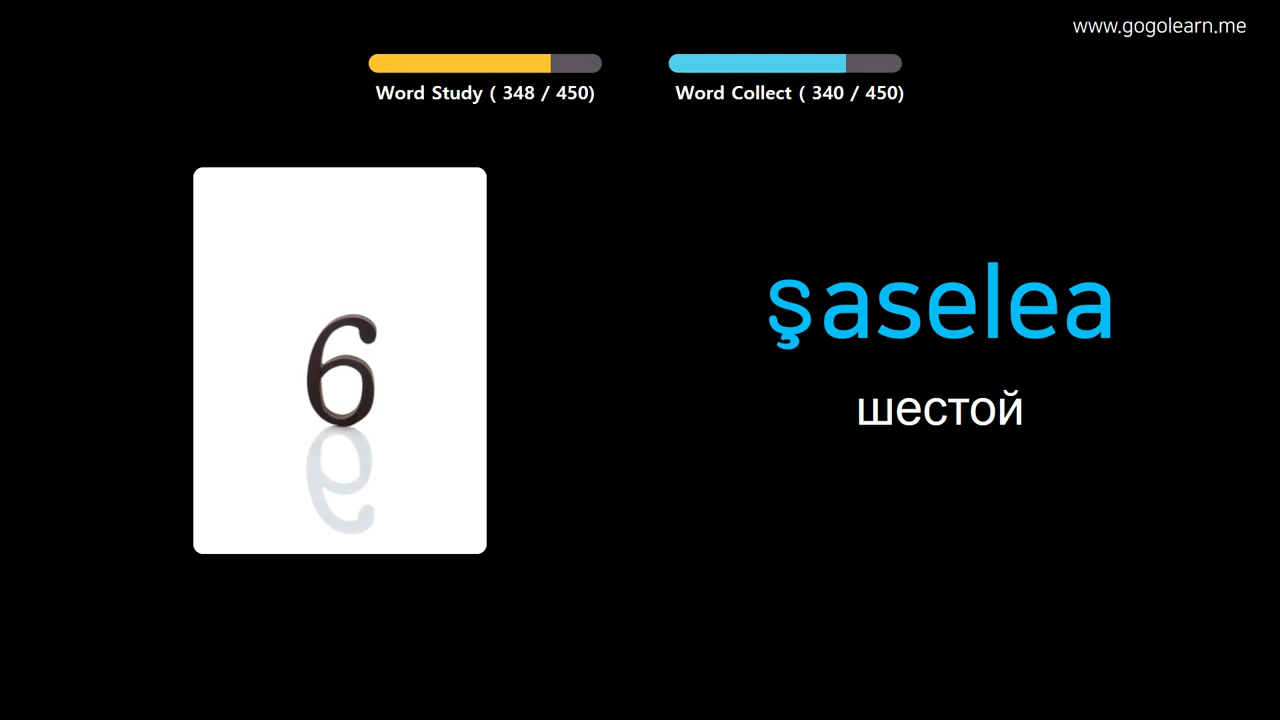 www.gogolearn.me
Word Study ( 348 / 450)
Word Collect ( 340 / 450)
6
şaselea
шестой